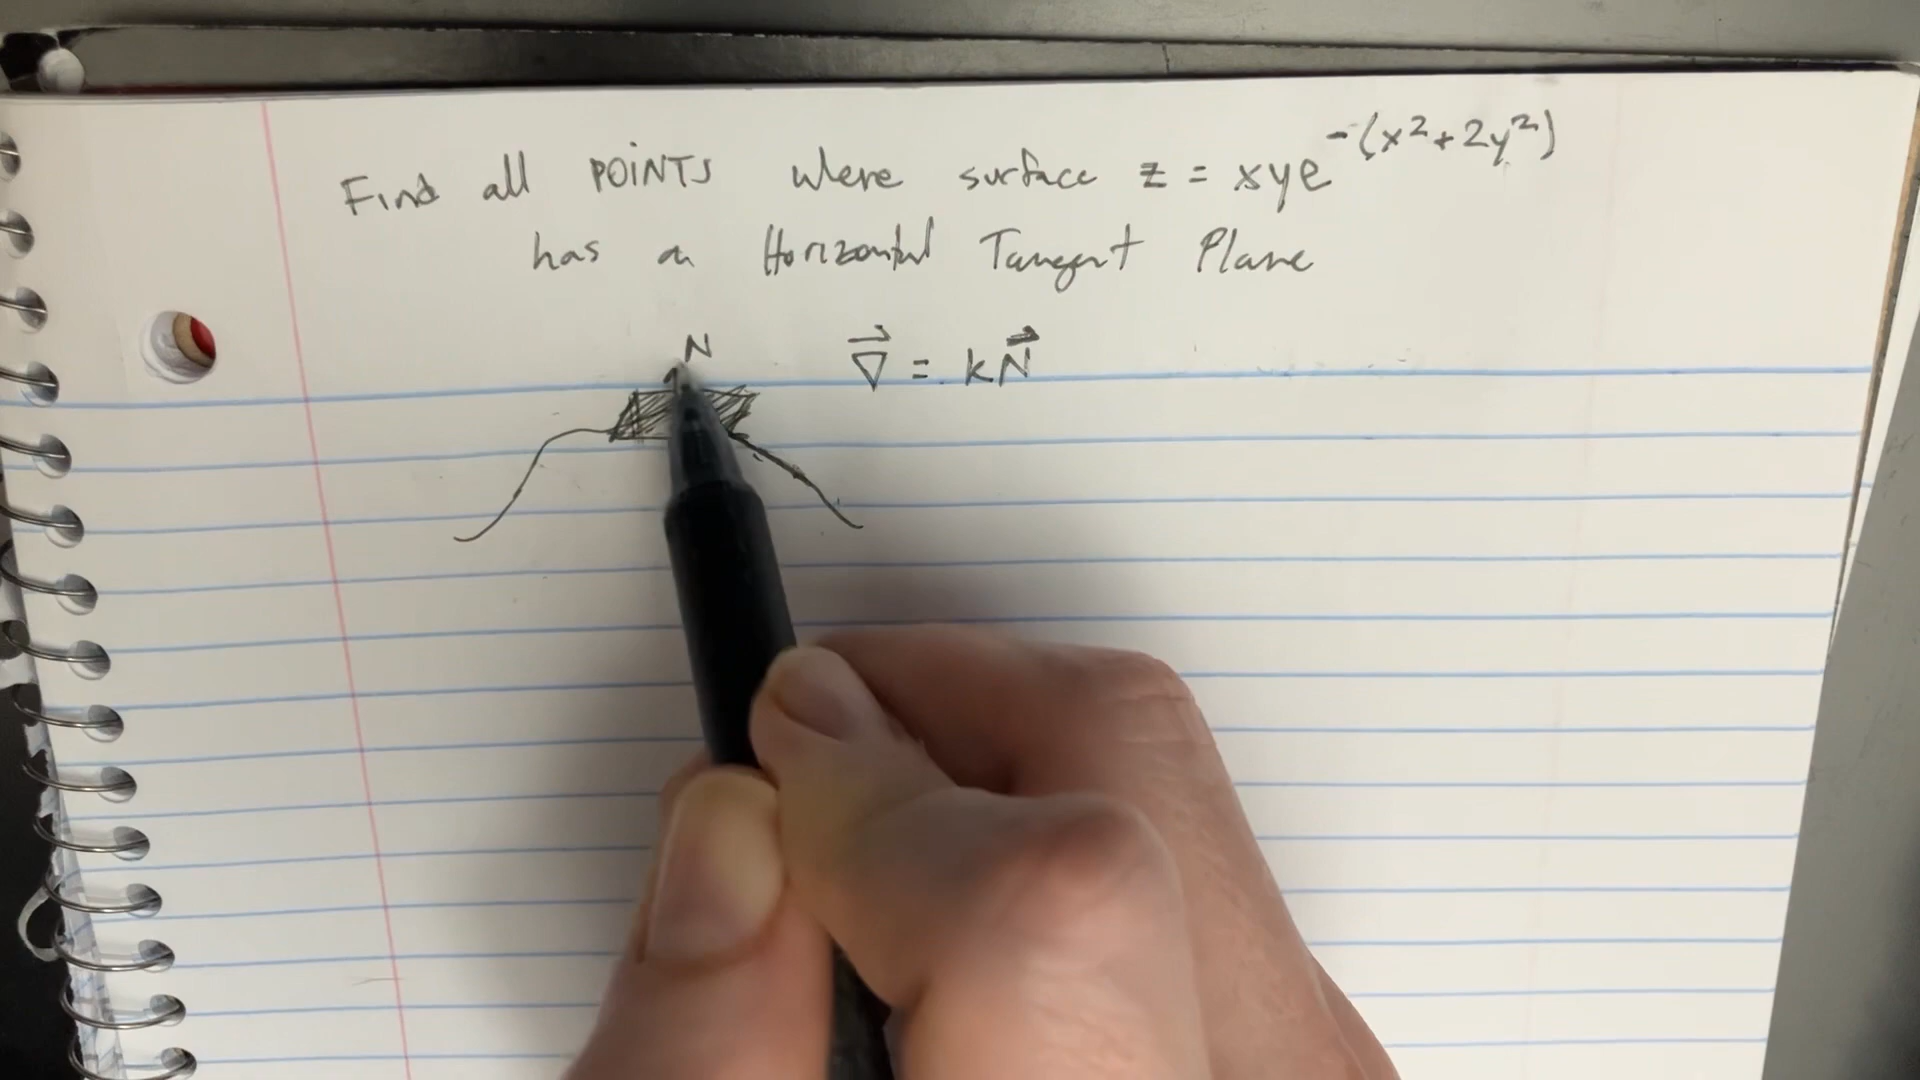 Find all POINTS where surface z = xye^-(x²+2y²)
has a Horizontal Tangent Plane
N
∇⃗ = kN⃗